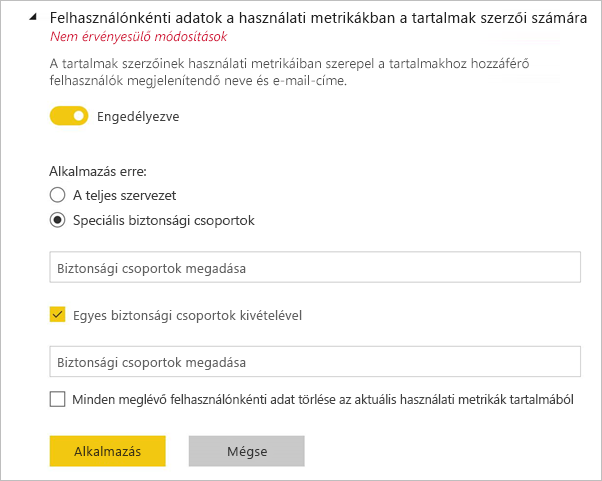 Felhasználónkénti adatok a használati metrikákban a tartalmak szerzői számára
Nem érvényesülő módosítások
A tartalmak szerzőinek használati metrikáiban szerepel a tartalmakhoz hozzáférő
felhasználók megjelenítendő neve és e-mail-címe.
Engedélyezve
Alkalmazás erre:
A teljes szervezet
Speciális biztonsági csoportok
Biztonsági csoportok megadása
Egyes biztonsági csoportok kivételével
Biztonsági csoportok megadása
Minden meglévő felhasználónkénti adat törlése az aktuális használati metrikák tartalmából
Alkalmazás
Mégse